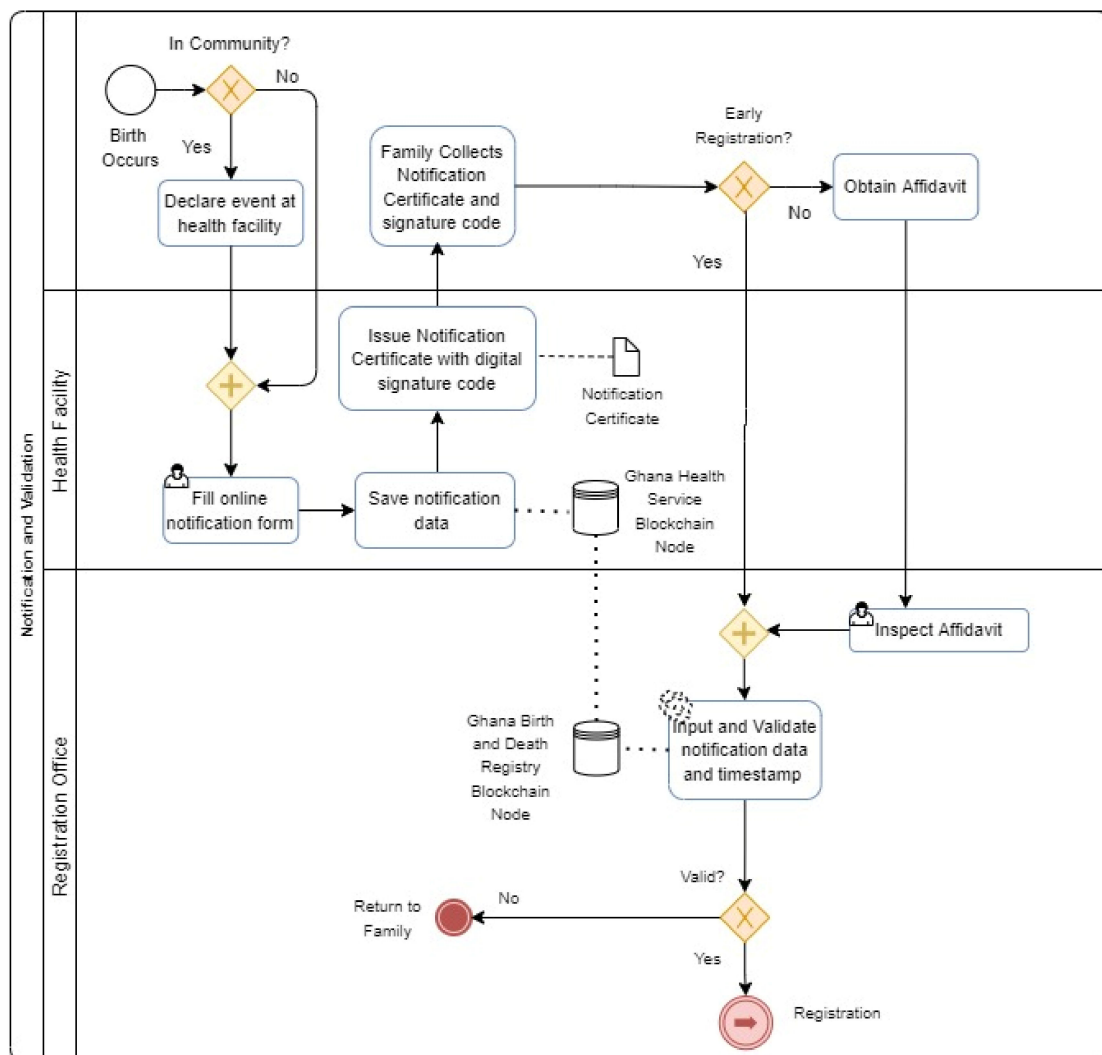 Notification and Validation
Health Facility
Registration Office
In Community?
No
Yes
Birth
Occurs
Declare event at
health facility
Family Collects
Notification
Certificate and
signature code
Early
Registration?
No
Yes
Obtain Affidavit
Issue Notification
Certificate with digital
signature code
Notification
Certificate
Fill online
notification form
Save notification
data
Ghana Health
Service
Blockchain
Node
Inspect Affidavit
Input and Validate
notification data
and timestamp
Ghana Birth
and Death
Registry
Blockchain
Node
Valid?
No
Return to
Family
Yes
Registration